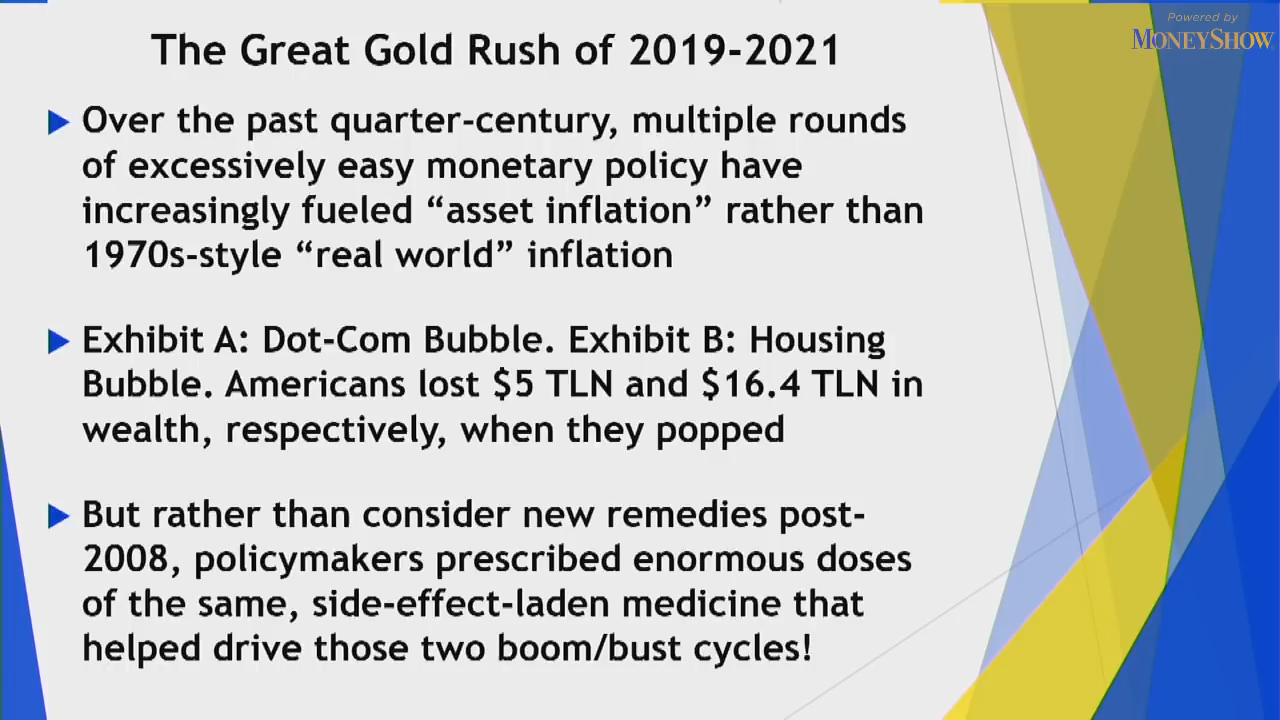 Powered by
MONEYSHOW
The Great Gold Rush of 2019-2021
Over the past quarter-century, multiple rounds
of excessively easy monetary policy have
increasingly fueled “asset inflation” rather than
1970s-style “real world” inflation
Exhibit A: Dot-Com Bubble. Exhibit B: Housing
Bubble. Americans lost $5 TLN and $16.4 TLN in
wealth, respectively, when they popped
But rather than consider new remedies post-
2008, policymakers prescribed enormous doses
of the same, side-effect-laden medicine that
helped drive those two boom/bust cycles!